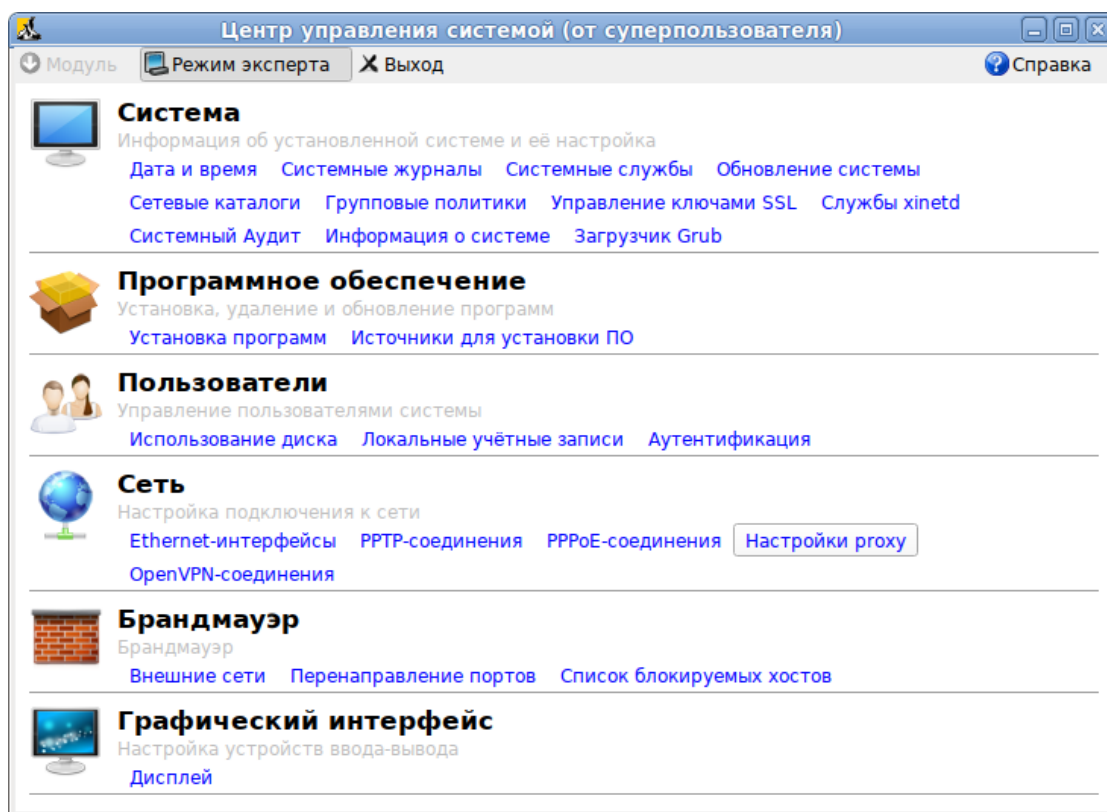 Центр управления системой (от суперпользователя)
Модуль Режим эксперта Выход Справка
Система
Информация об установленной системе и её настройка
Дата и время Системные журналы Системные службы Обновление системы
Сетевые каталоги Групповые политики Управление ключами SSL Службы xinetd
Системный Аудит Информация о системе Загрузчик Grub
Программное обеспечение
Установка, удаление и обновление программ
Установка программ Источники для установки ПО
Пользователи
Управление пользователями системы
Использование диска Локальные учётные записи Аутентификация
Сеть
Настройка подключения к сети
Ethernet-интерфейсы PPTP-соединения PPPoE-соединения Настройки proxy
OpenVPN-соединения
Брандмауэр
Брандмауэр
Внешние сети Перенаправление портов Список блокируемых хостов
Графический интерфейс
Настройка устройств ввода-вывода
Дисплей